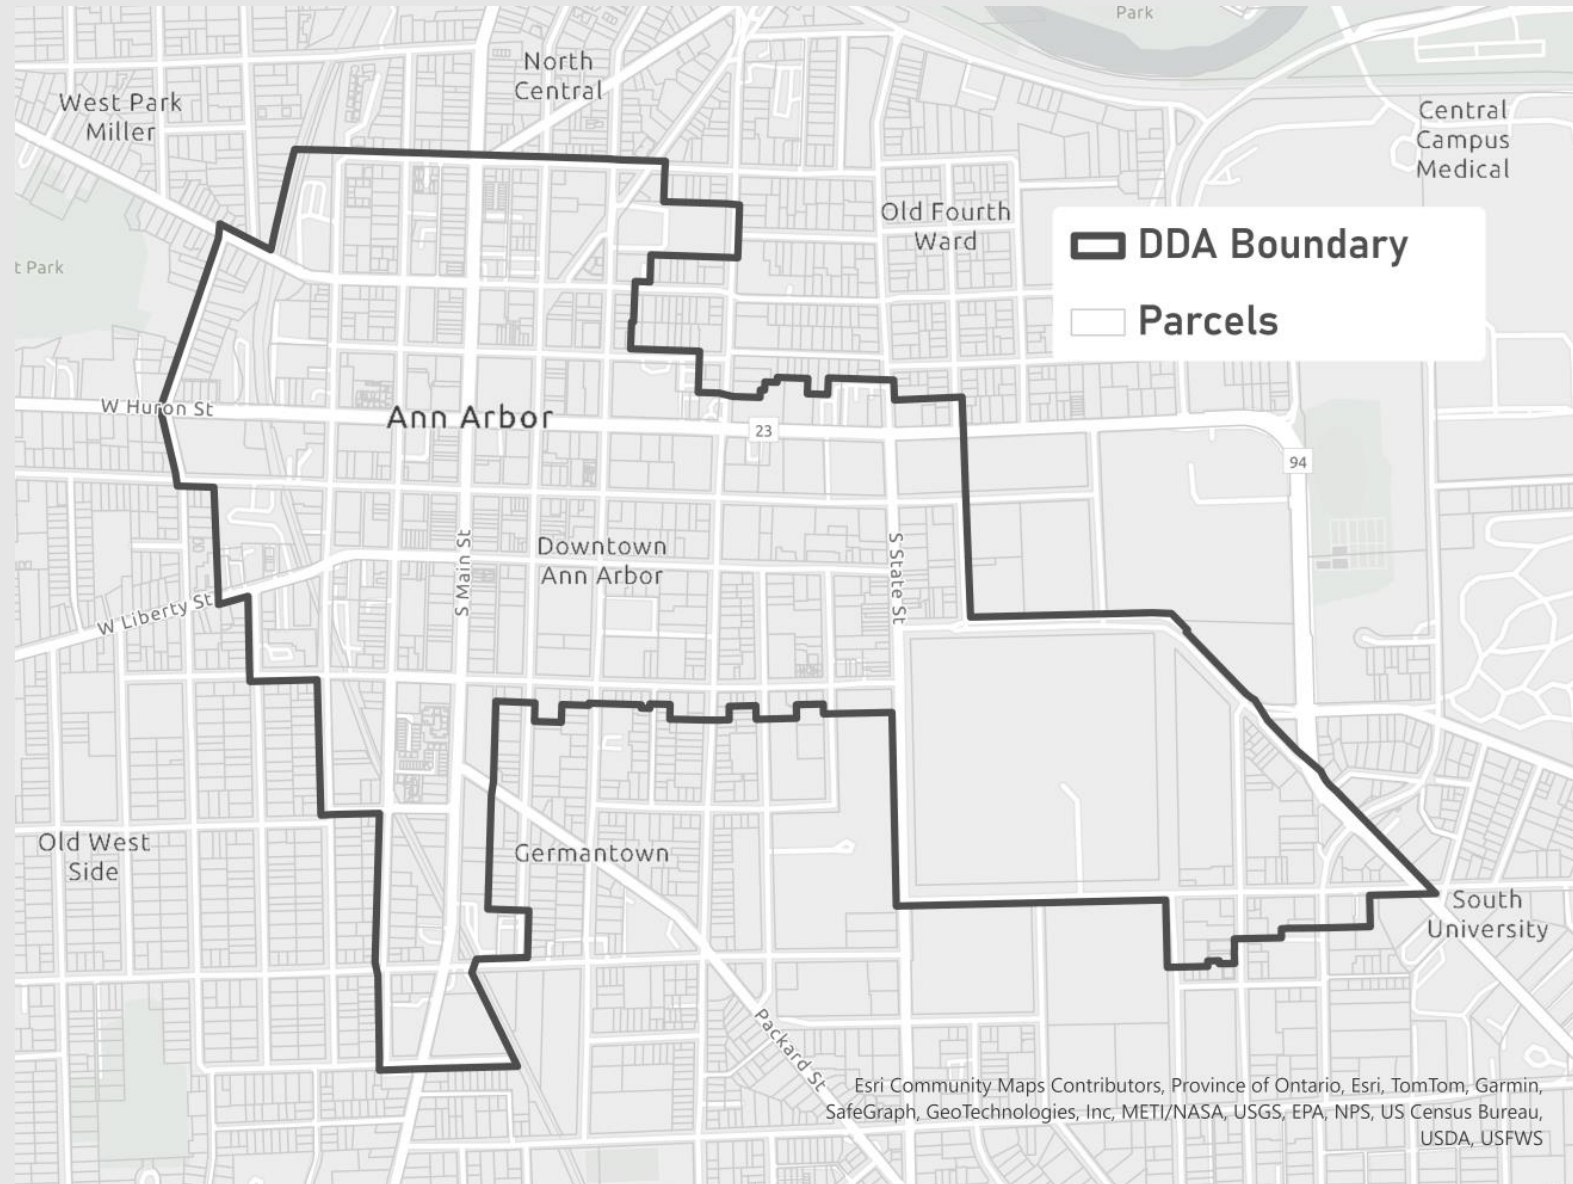 Park
North
Central
West Park
Miller
Central
Campus
Medical
Old Fourth
Ward
DDA Boundary
t Park
Parcels
W Huron St
Ann Arbor
23
94
S Main St
Downtown
Ann Arbor
S State St
W Liberty St
Old West
Side
Germantown
South
University
Packard St
Esri Community Maps Contributors, Province of Ontario, Esri, TomTom, Garmin,
SafeGraph, GeoTechnologies, Inc, METI/NASA, USGS, EPA, NPS, US Census Bureau,
USDA, USFWS